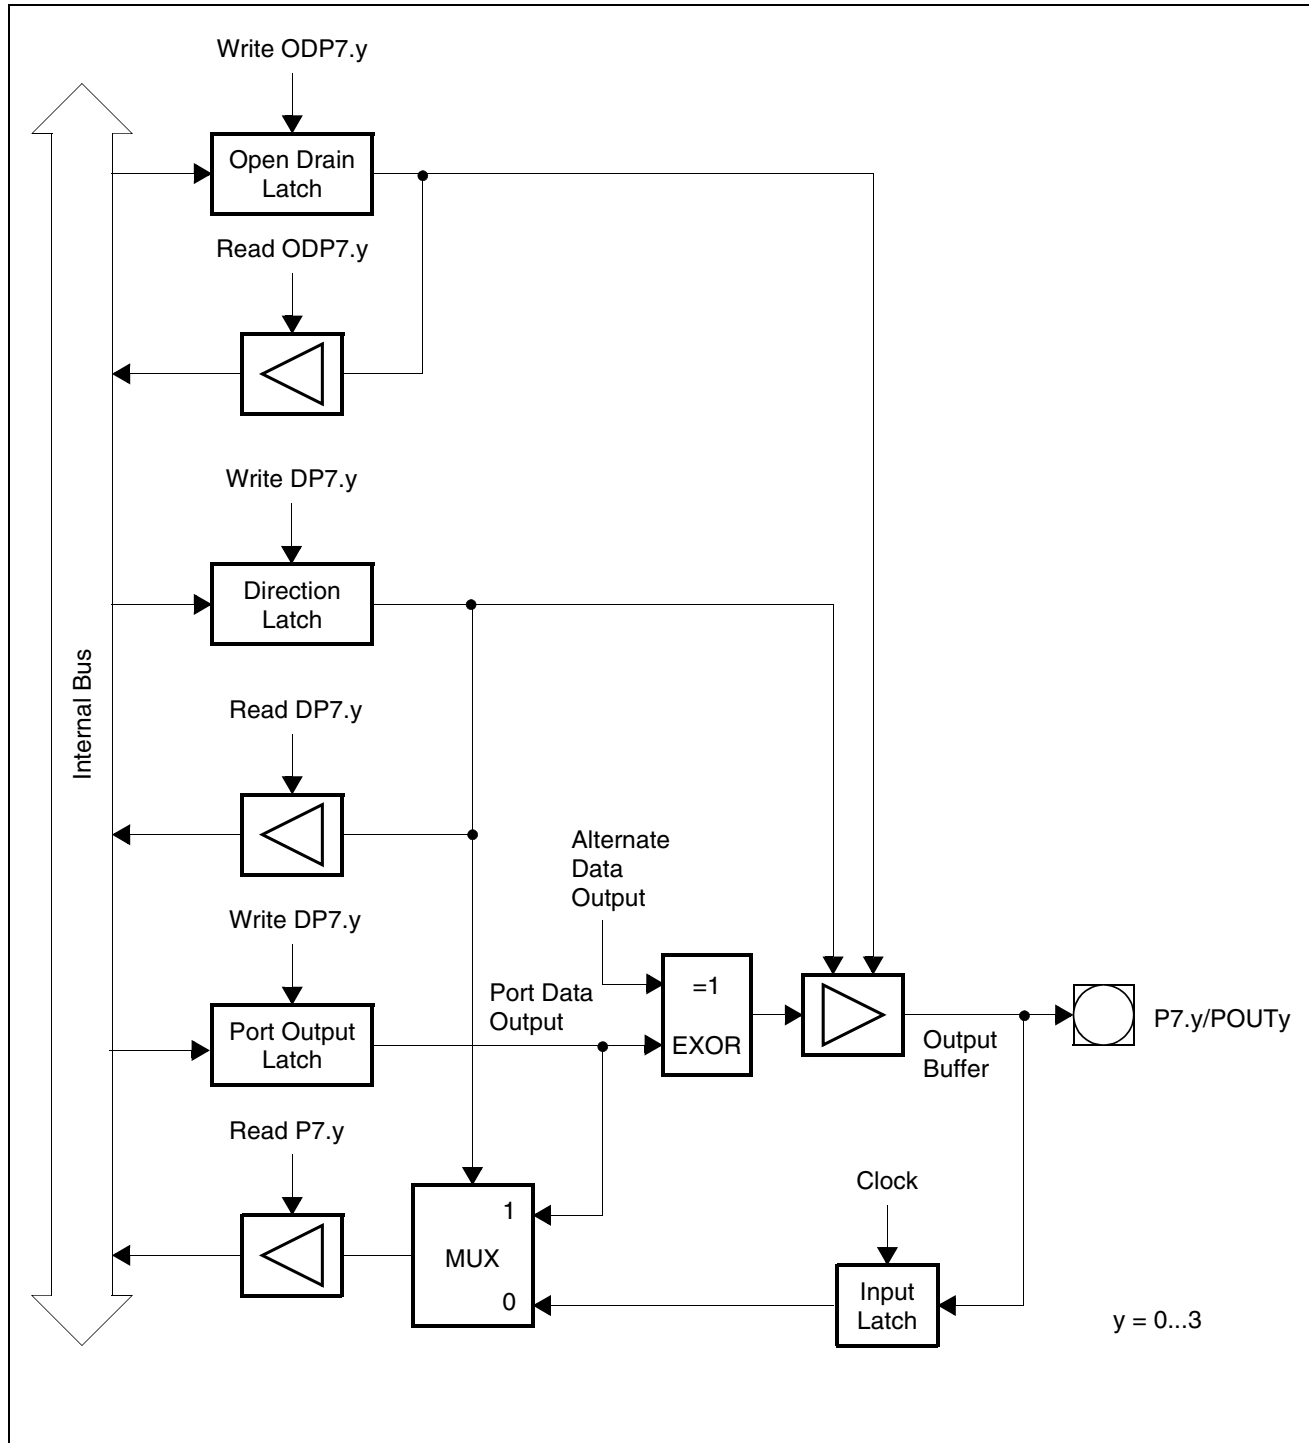 Write ODP7.y
Open Drain
Latch
Read ODP7.y
Write DP7.y
Direction
Latch
Internal Bus
Read DP7.y
Alternate
Data
Output
Write DP7.y
=1
Port Data
Output
EXOR
Port Output
Latch
Output
Buffer
P7.y/POUTy
Read P7.y
Clock
1
MUX
0
Input
Latch
y = 0...3